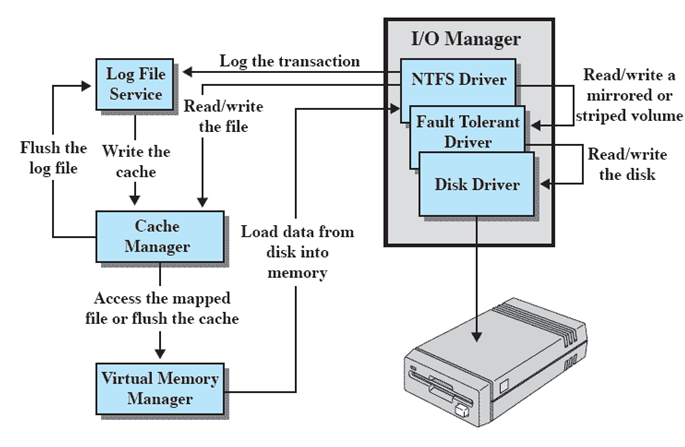 I/O Manager
Log the transaction
Log File
Service
NTFS Driver
Read/write a
mirrored or
striped volume
Read/write
the file
Fault Tolerant
Driver
Flush the
log file
Write the
cache
Read/write
the disk
Disk Driver
Cache
Manager
Load data from
disk into
memory
Access the mapped
file or flush the cache
Virtual Memory
Manager